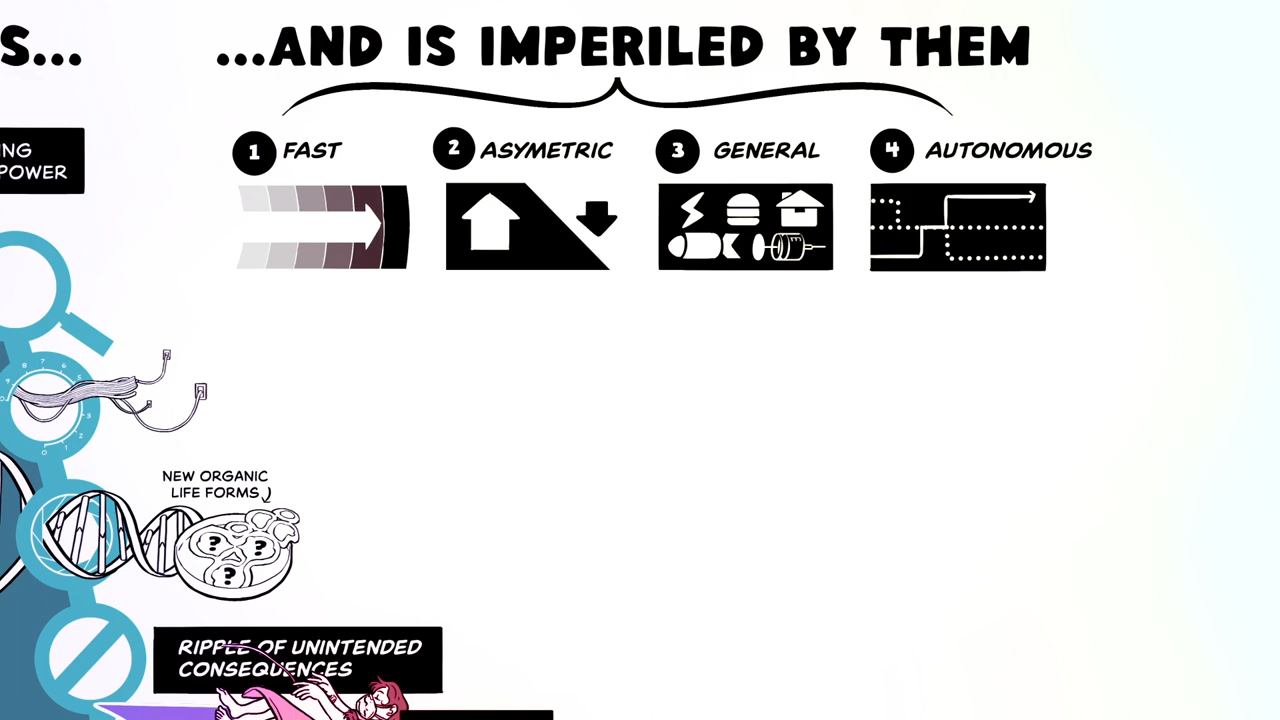 S...
...AND IS IMPERILED BY THEM
1 FAST
2 ASYMETRIC
3 GENERAL
4 AUTONOMOUS
ING
POWER
NEW ORGANIC
LIFE FORMS
? ?
?
RIPPLE OF UNINTENDED
CONSEQUENCES